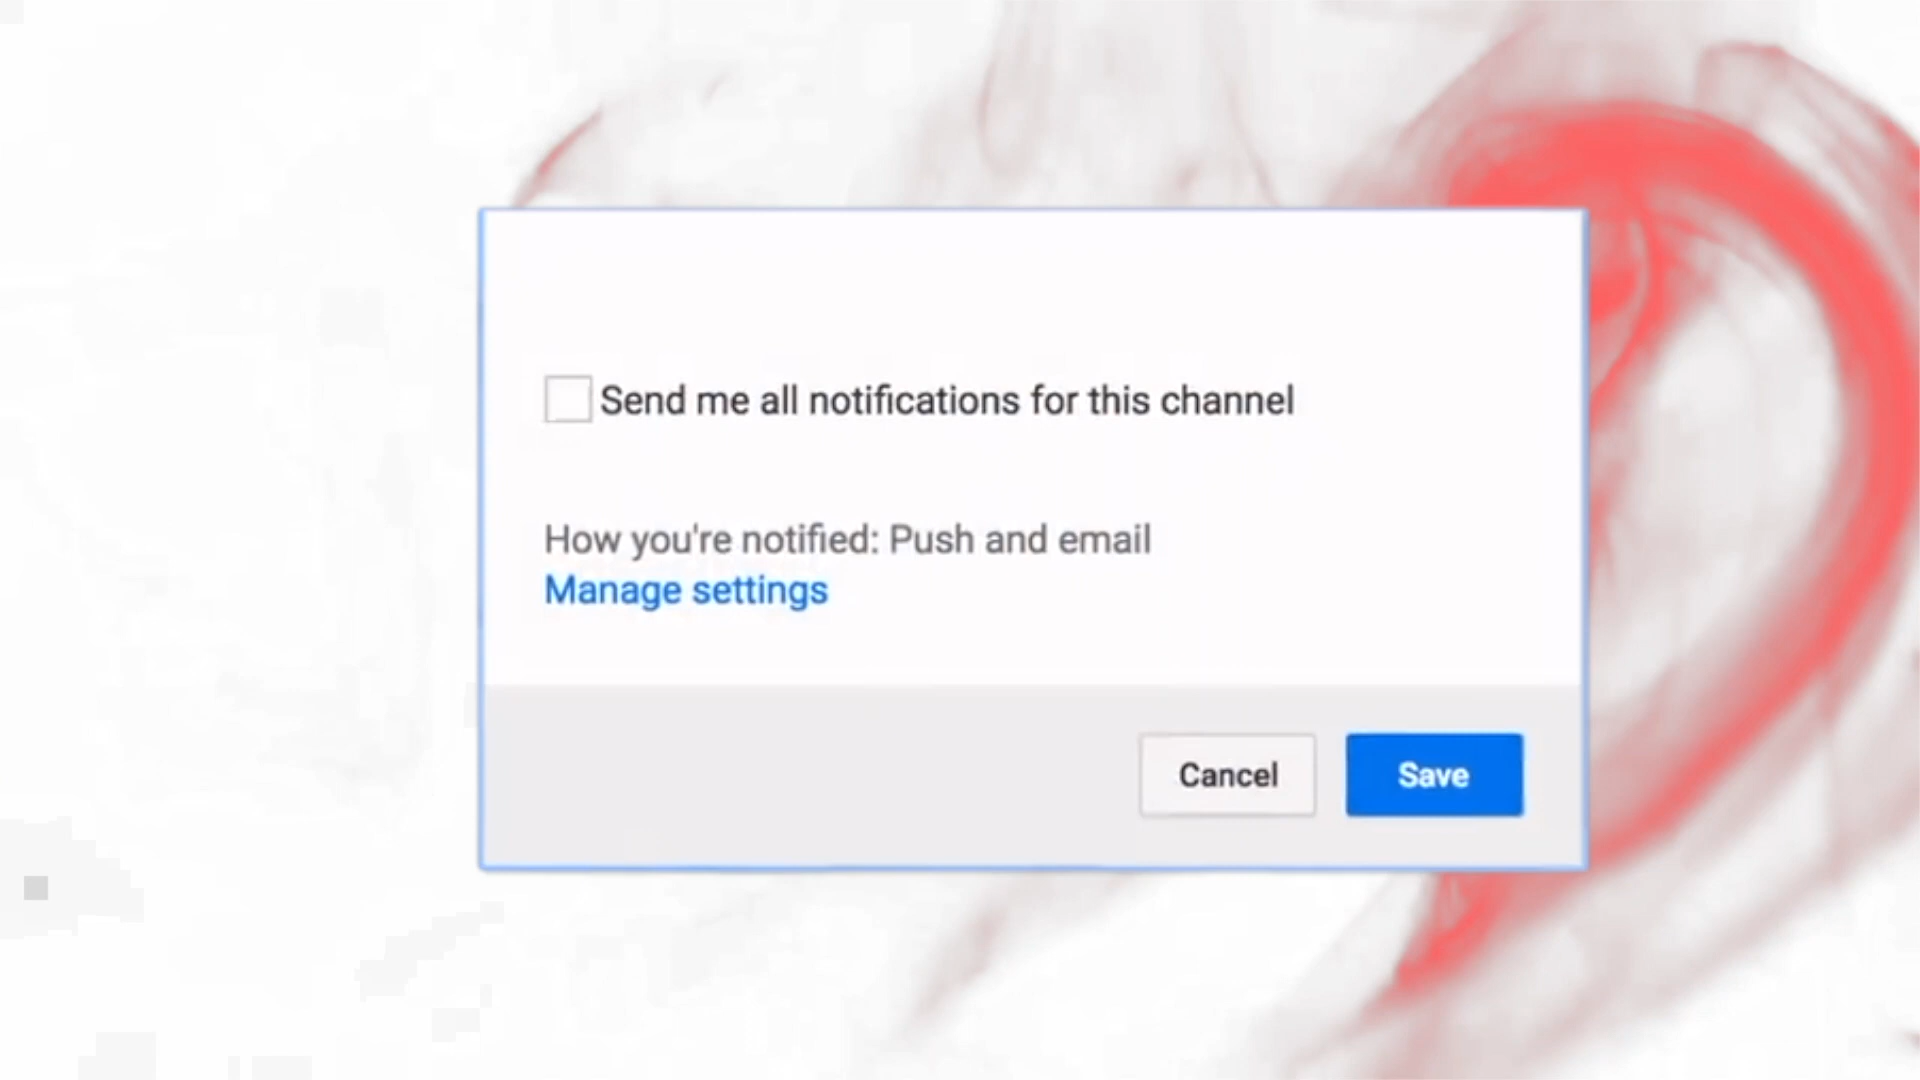 Send me all notifications for this channel
How you're notified: Push and email
Manage settings
Cancel
Save